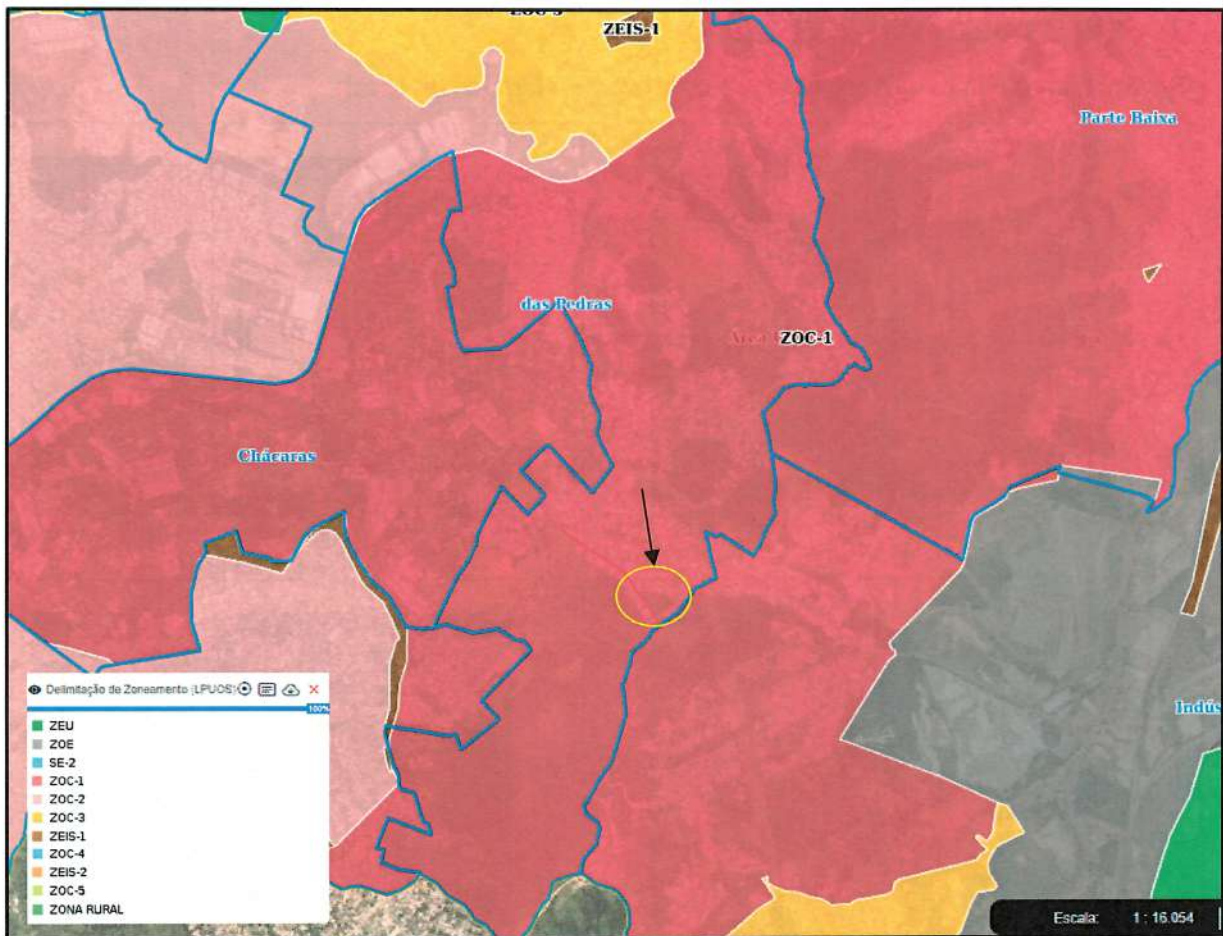 ZEIS-1
Parte Baixa
das Pedras
ZOC-1
Chácaras
Indús
Delimitação de Zoneamento (LPUOS)
100%
ZEU
ZOE
SE-2
ZOC-1
ZOC-2
ZOC-3
ZEIS-1
ZOC-4
ZEIS-2
ZOC-5
ZONA RURAL
Escala: 1 : 16.054